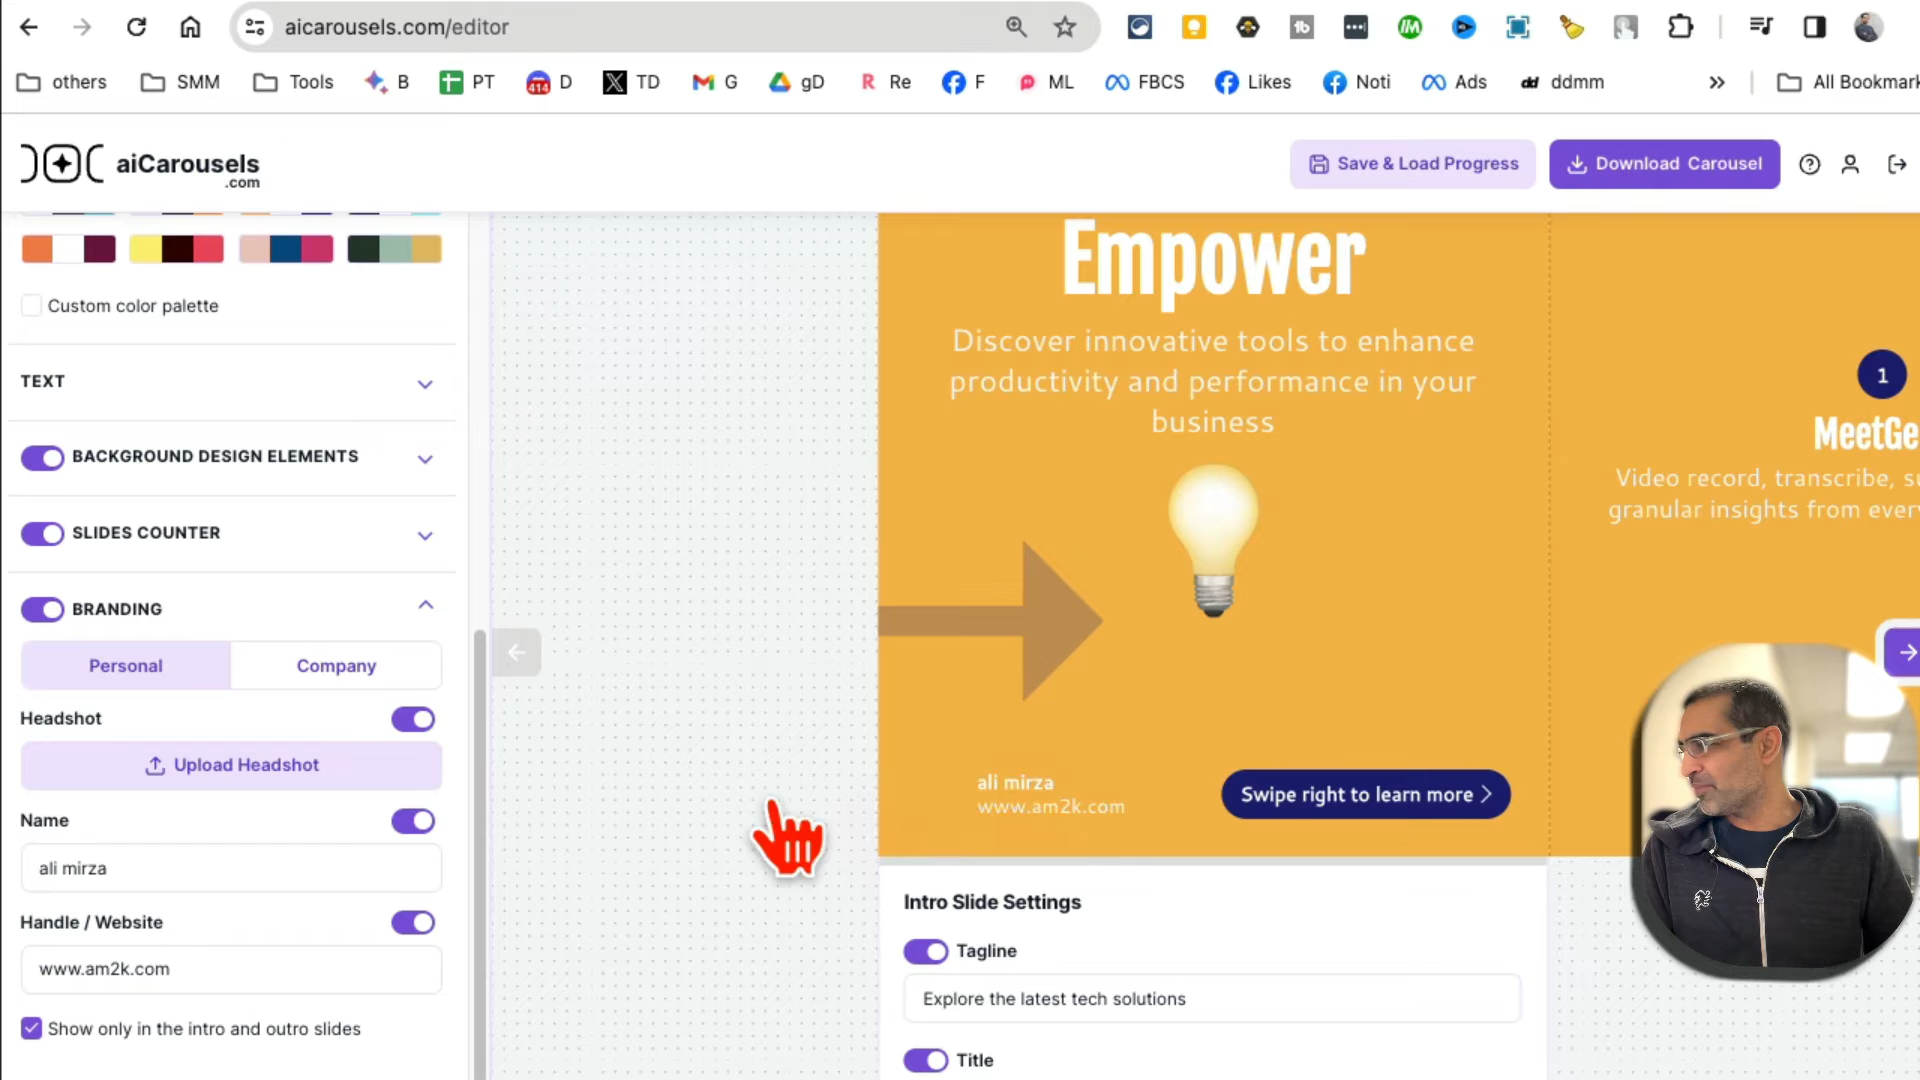 aicarousels.com/editor
others
SMM
Tools
B
PT
414
D
TD
G
gD
R
Re
F
ML
FBCS
Likes
Noti
Ads
dd
ddmm
All Bookmark
aiCarousels
.com
Save & Load Progress
Download Carousel
Custom color palette
TEXT
BACKGROUND DESIGN ELEMENTS
SLIDES COUNTER
BRANDING
Personal
Company
Headshot
Upload Headshot
Name
ali mirza
Handle / Website
www.am2k.com
Show only in the intro and outro slides
Empower
Discover innovative tools to enhance
productivity and performance in your
business
ali mirza
www.am2k.com
Swipe right to learn more
1
MeetGe
Video record, transcribe, su
granular insights from ever
Intro Slide Settings
Tagline
Explore the latest tech solutions
Title